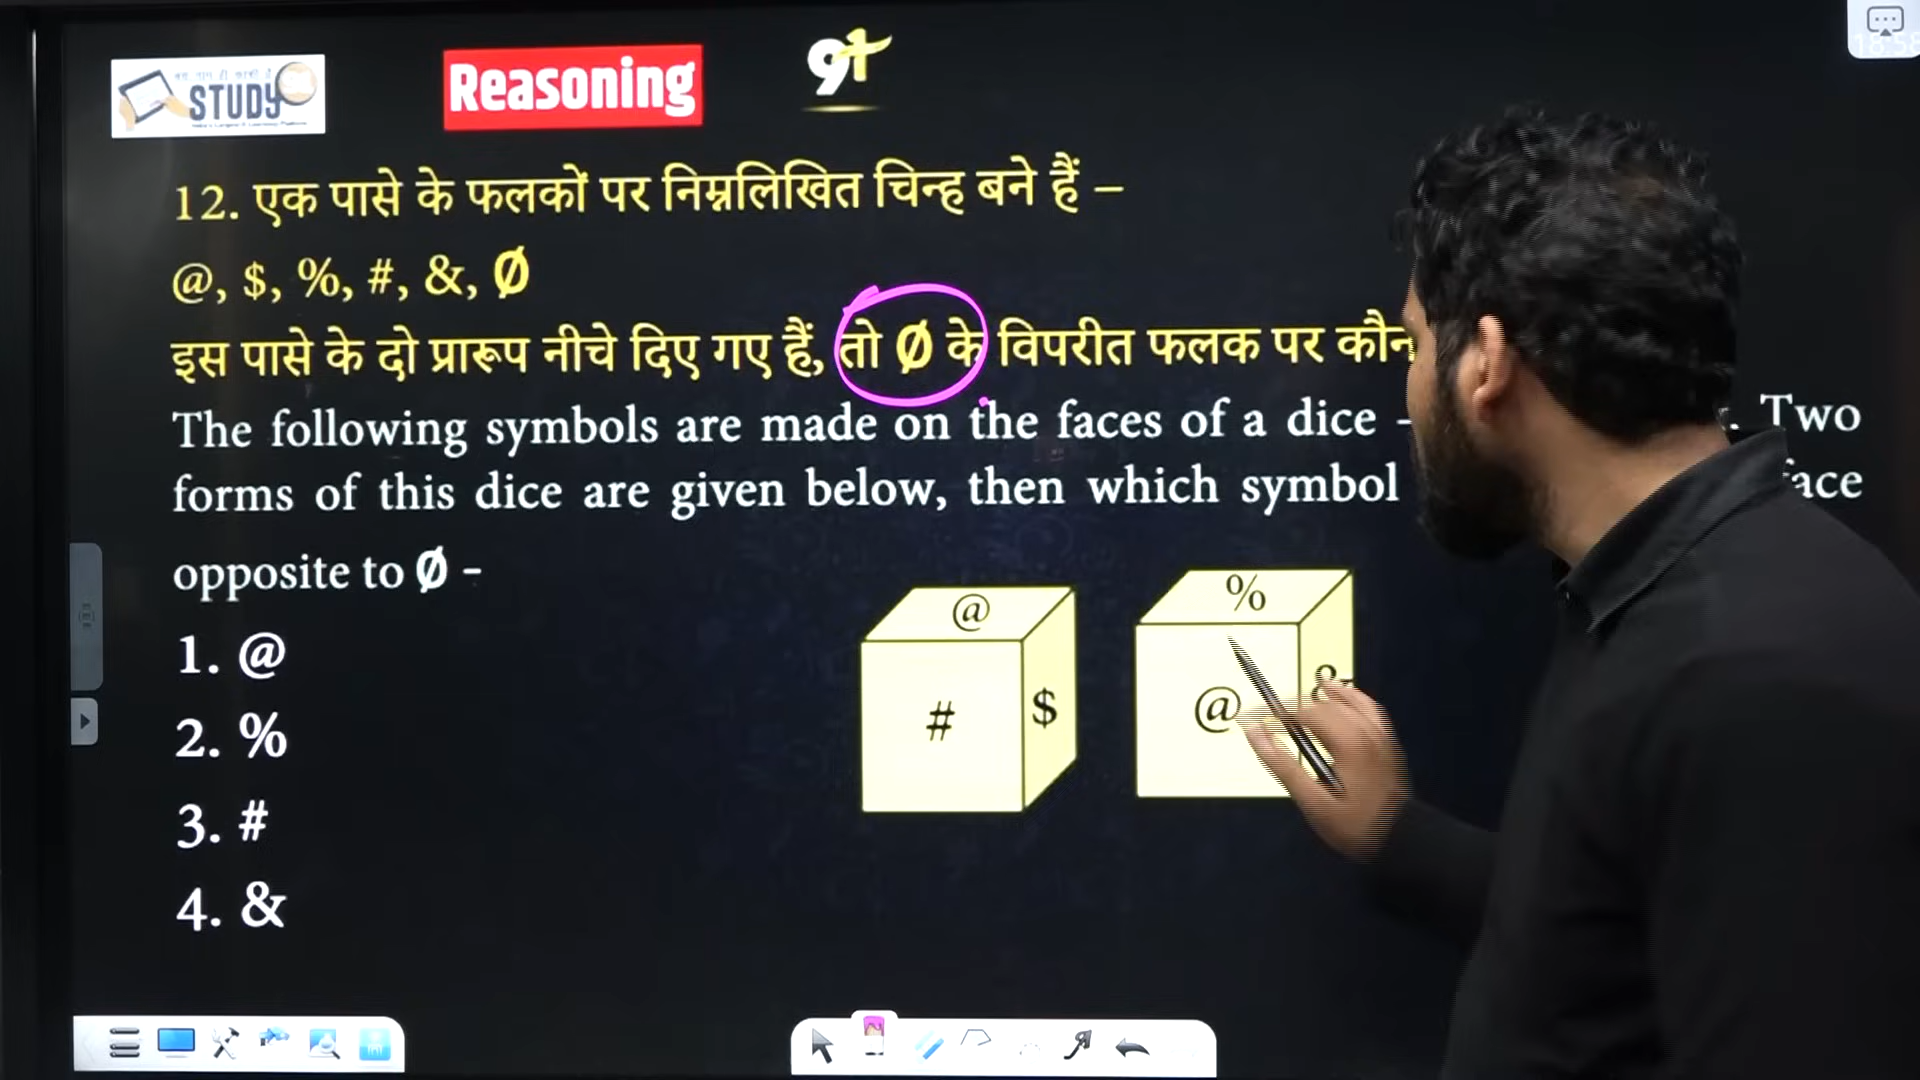 STUDY
Reasoning
9+
12. एक पासे के फलकों पर निम्नलिखित चिन्ह बने हैं –
@, $, %, #, &, Ø
इस पासे के दो प्रारूप नीचे दिए गए हैं, तो Ø के विपरीत फलक पर कौन
The following symbols are made on the faces of a dice - Two
forms of this dice are given below, then which symbol face
opposite to Ø -
1. @
2. %
3. #
4. &
@
#
$
%
@
&